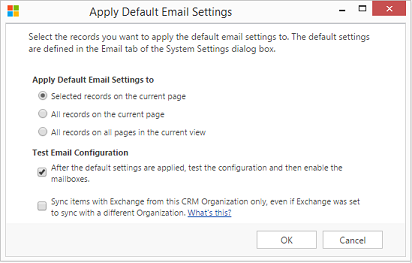 Apply Default Email Settings
Select the records you want to apply the default email settings to. The default settings
are defined in the Email tab of the System Settings dialog box.
Apply Default Email Settings to
Selected records on the current page
All records on the current page
All records on all pages in the current view
Test Email Configuration
After the default settings are applied, test the configuration and then enable the
mailboxes.
Sync items with Exchange from this CRM Organization only, even if Exchange was set
to sync with a different Organization. What's this?
OK Cancel